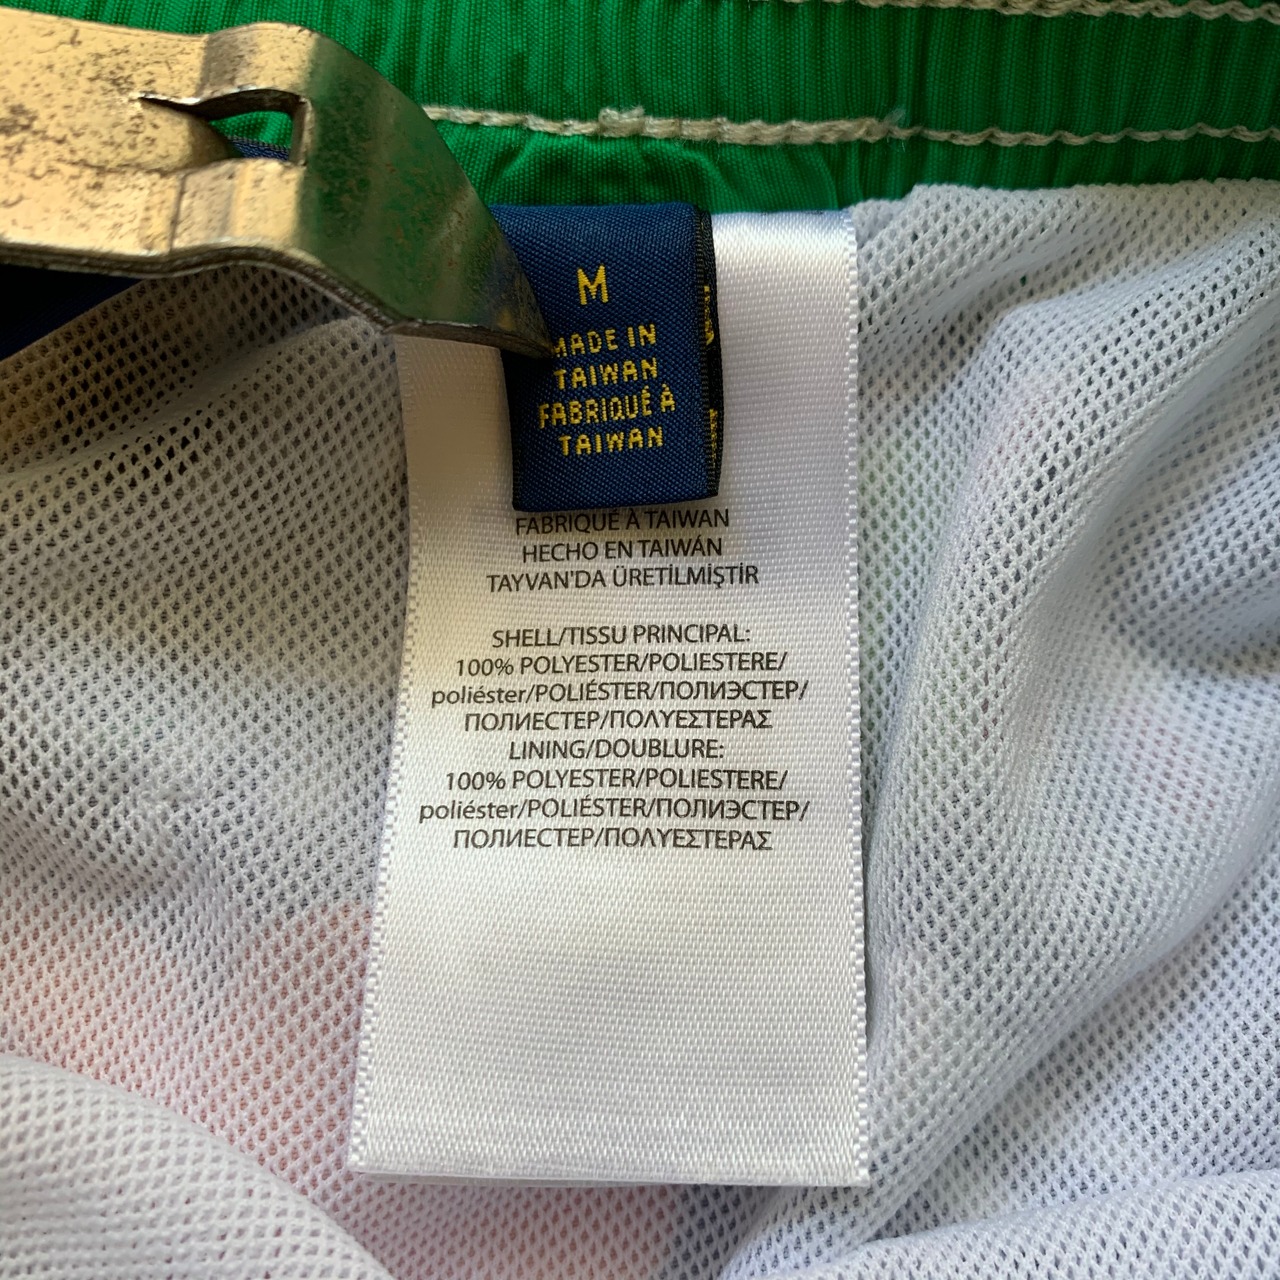 M
MADE IN
TAIWAN
FABRIQUÉ À
TAIWAN
FABRIQUÉ À TAIWAN
HECHO EN TAIWÁN
TAYVAN'DA ÜRETİLMİŞTİR
SHELL/TISSU PRINCIPAL:
100% POLYESTER/POLIESTERE/
poliéster/POLIÉSTER/ПОЛИЭСТЕР/
ПОЛИЕСТЕР/ΠΟΛΥΕΣΤΕΡΑΣ
LINING/DOUBLURE:
100% POLYESTER/POLIESTERE/
poliéster/POLIÉSTER/ПОЛИЭСТЕР/
ПОЛИЕСТЕР/ΠΟΛΥΕΣΤΕΡΑΣ